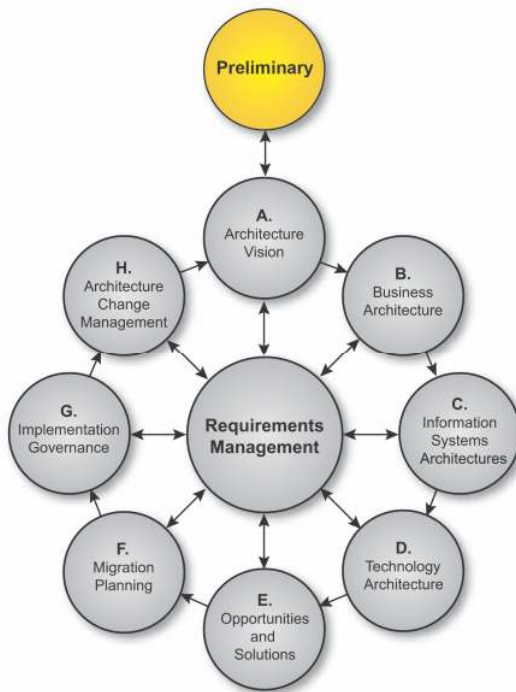 Preliminary
A.
Architecture
Vision
B.
Business
Architecture
C.
Information
Systems
Architectures
D.
Technology
Architecture
E.
Opportunities
and
Solutions
F.
Migration
Planning
G.
Implementation
Governance
H.
Architecture
Change
Management
Requirements
Management